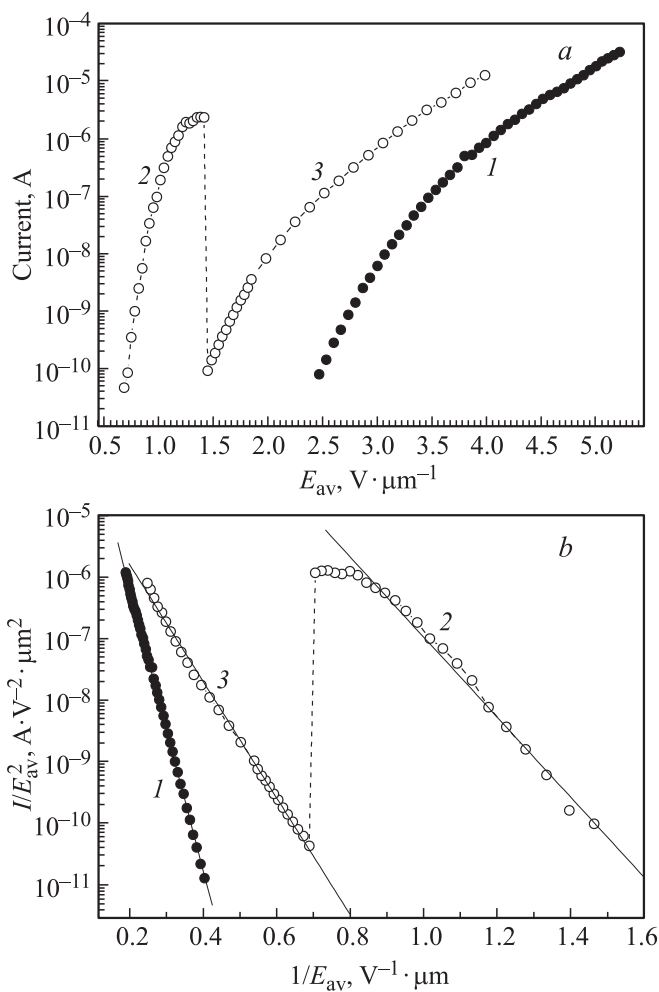 a
10⁻⁴
10⁻⁵
10⁻⁶
10⁻⁷
10⁻⁸
10⁻⁹
10⁻¹⁰
10⁻¹¹
Current, A
2
3
1
0.5 1.0 1.5 2.0 2.5 3.0 3.5 4.0 4.5 5.0
E_av, V · μm⁻¹
b
10⁻⁵
10⁻⁶
10⁻⁷
10⁻⁸
10⁻⁹
10⁻¹⁰
10⁻¹¹
I/E²_av, A·V⁻² · μm²
2
3
1
0.2 0.4 0.6 0.8 1.0 1.2 1.4 1.6
1/E_av, V⁻¹ · μm